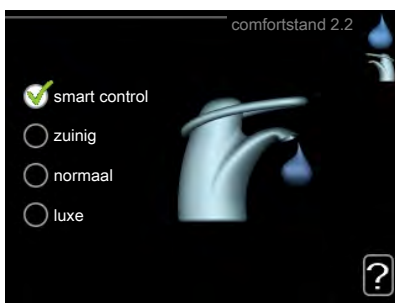 comfortstand 2.2
smart control
zuinig
normaal
luxe
?